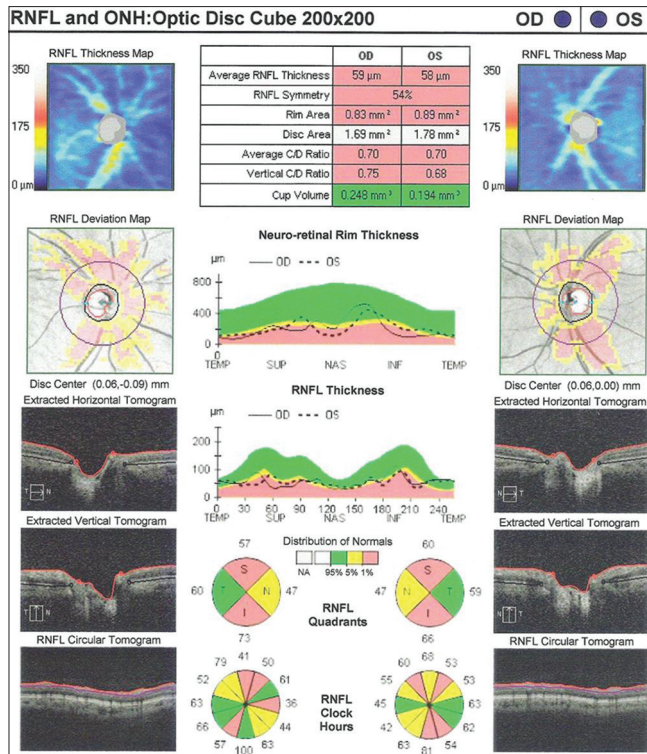 RNFL and ONH:Optic Disc Cube 200x200 OD OS
RNFL Thickness Map
350
175
0 µm
OD OS
Average RNFL Thickness 59 µm 58 µm
RNFL Symmetry 54%
Rim Area 0.83 mm² 0.89 mm²
Disc Area 1.69 mm² 1.78 mm²
Average C/D Ratio 0.70 0.70
Vertical C/D Ratio 0.75 0.68
Cup Volume 0.248 mm³ 0.194 mm³
RNFL Thickness Map
350
175
0 µm
RNFL Deviation Map
Disc Center (0.06,-0.09) mm
Neuro-retinal Rim Thickness
µm OD OS
800
400
0
TEMP SUP NAS INF TEMP
RNFL Deviation Map
Disc Center (0.06,0.00) mm
Extracted Horizontal Tomogram
T N
RNFL Thickness
µm OD OS
200
100
0
0 30 60 90 120 150 180 210 240
TEMP SUP NAS INF TEMP
Extracted Horizontal Tomogram
T N
Extracted Vertical Tomogram
I N
Distribution of Normals
NA 95% 5% 1%
Extracted Vertical Tomogram
I N
57
S
60 T N 47
I
73
RNFL
Quadrants
60
S
47 N T 59
I
66
RNFL Circular Tomogram
41
79 50
52 61
63 36
66 44
57 63
100
RNFL
Clock
Hours
68
60 53
55 53
45 63
42 62
63 54
81
RNFL Circular Tomogram